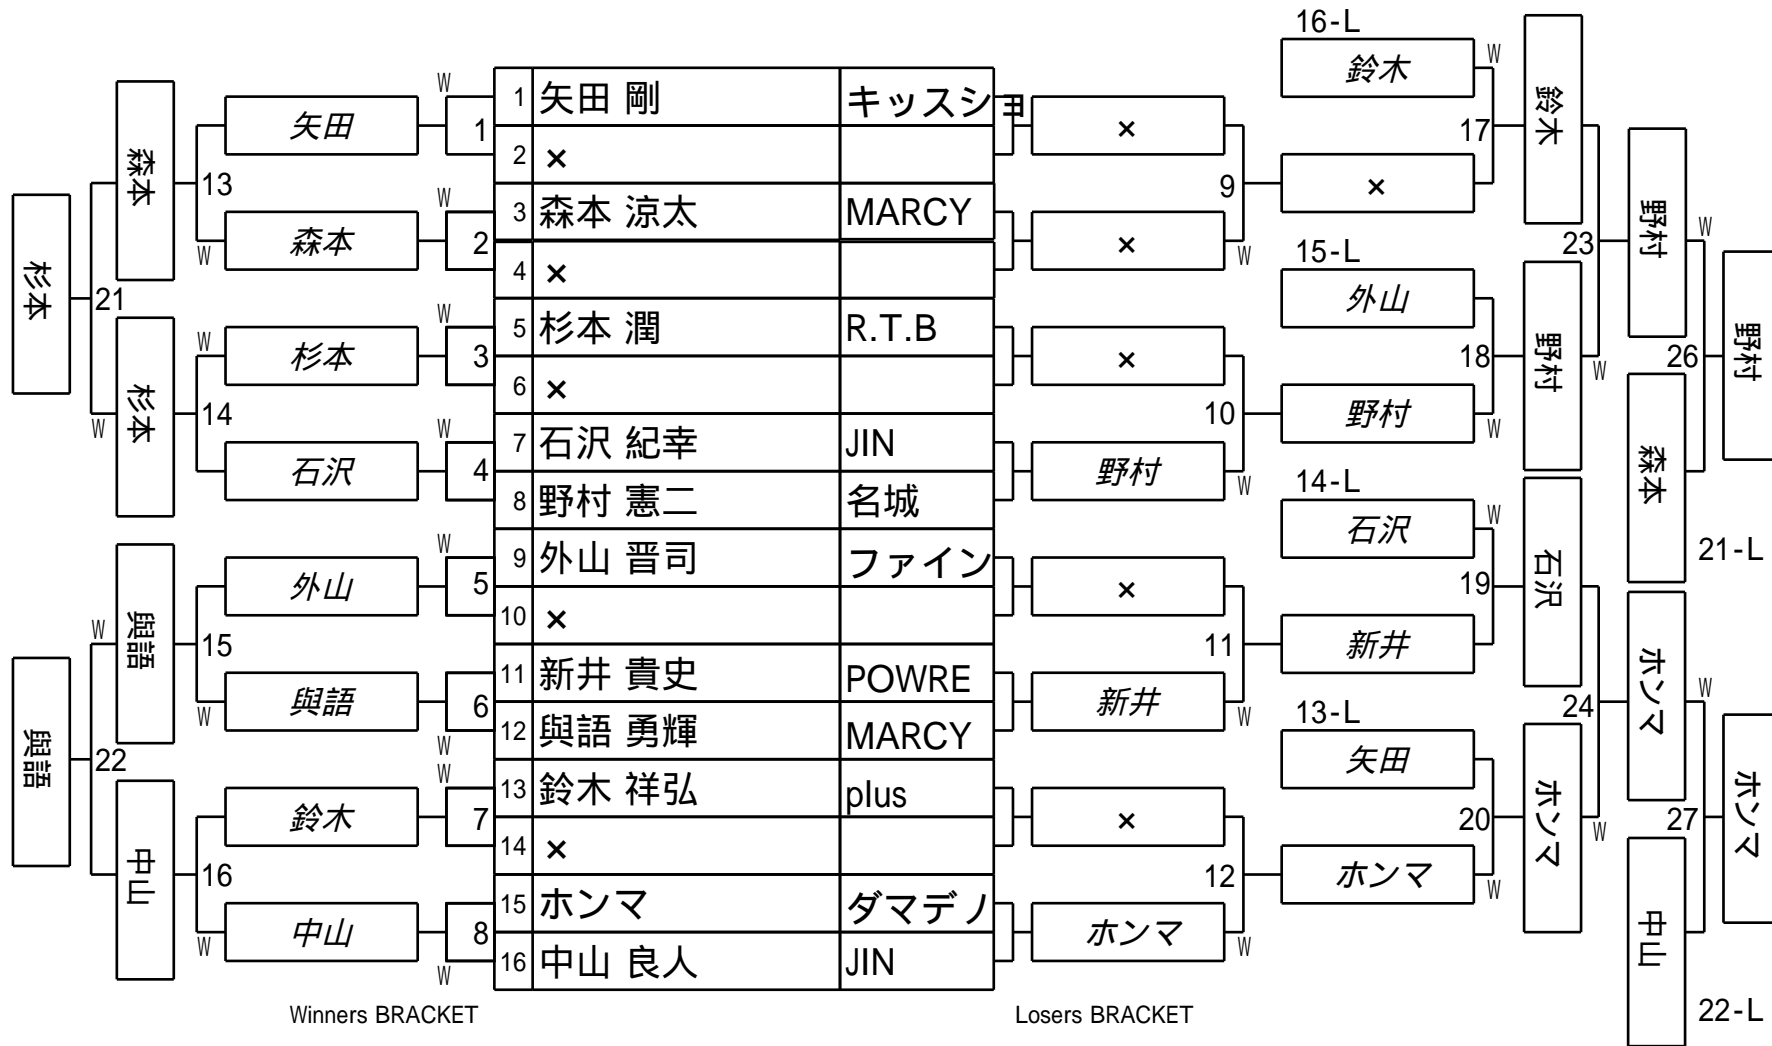 16-L
W
鈴木
W
1 矢田 剛 キッスショ
矢田
1
×
17
鈴木
2 ×
森本
13
W
9
×
野村
3 森本 涼太 MARCY
W
森本
2
×
W
23
W
4 ×
15-L
杉本
21
外山
W
5 杉本 潤 R.T.B
W
杉本
3
×
18
野村
W
26
野村
6 ×
W
杉本
14
W
10
野村
W
7 石沢 紀幸 JIN
石沢
4
野村
W
森本
8 野村 憲二 名城
14-L
W
石沢
W
9 外山 晋司 ファイン
21-L
外山
5
×
19
石沢
10 ×
W
與語
15
11
新井
ホンマ
W
11 新井 貴史 POWRE
W
與語
6
新井
W
13-L
24
12 與語 勇輝 MARCY
W
與語
22
矢田
W
13 鈴木 祥弘 plus
鈴木
7
×
20
ホンマ
W
27
ホンマ
14 ×
中山
16
12
ホンマ
W
15 ホンマ ダマデノ
W
中山
8
ホンマ
W
中山
16 中山 良人 JIN
W
22-L
Winners BRACKET
Losers BRACKET